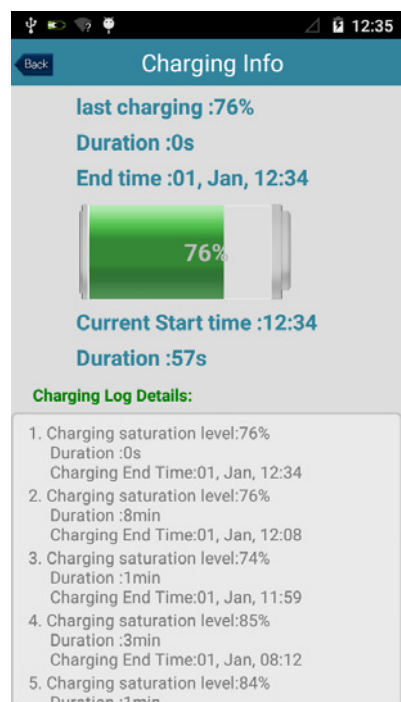 12:35
Back
Charging Info
last charging :76%
Duration :0s
End time :01, Jan, 12:34
76%
Current Start time :12:34
Duration :57s
Charging Log Details:
1. Charging saturation level:76%
Duration :0s
Charging End Time:01, Jan, 12:34
2. Charging saturation level:76%
Duration :8min
Charging End Time:01, Jan, 12:08
3. Charging saturation level:74%
Duration :1min
Charging End Time:01, Jan, 11:59
4. Charging saturation level:85%
Duration :3min
Charging End Time:01, Jan, 08:12
5. Charging saturation level:84%
Duration :1min